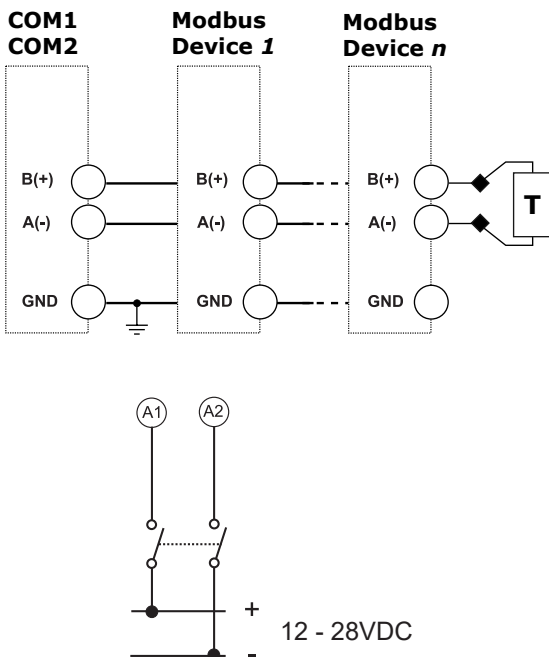 COM1
COM2
Modbus
Device 1
Modbus
Device n
B(+)
B(+)
B(+)
T
A(-)
A(-)
A(-)
GND
GND
GND
A1
A2
+
12 - 28VDC
-